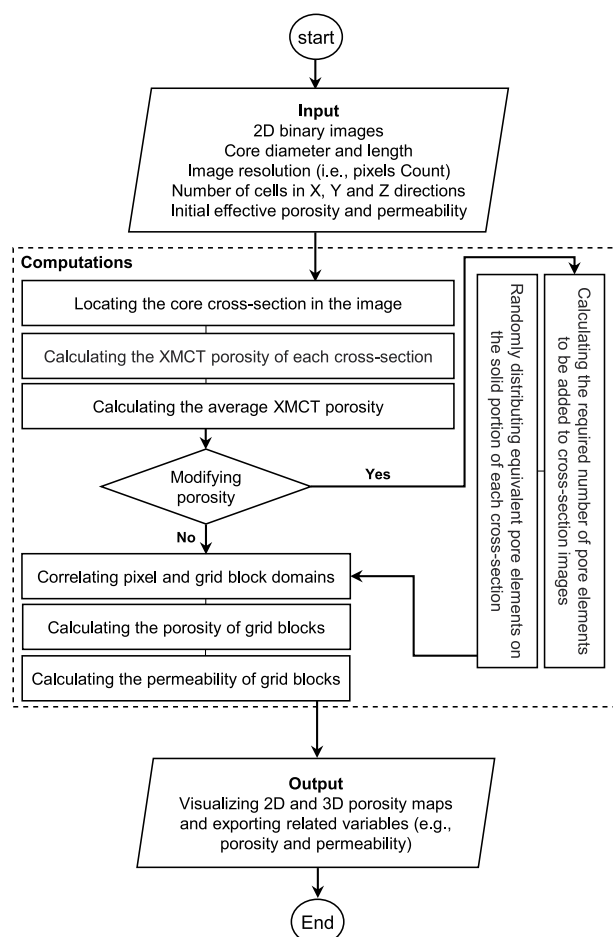 start
Input
2D binary images
Core diameter and length
Image resolution (i.e., pixels Count)
Number of cells in X, Y and Z directions
Initial effective porosity and permeability
Computations
Locating the core cross-section in the image
Calculating the XMCT porosity of each cross-section
Calculating the average XMCT porosity
Modifying
porosity
Yes
No
Calculating the required number of pore elements
to be added to cross-section images
Randomly distributing equivalent pore elements on
the solid portion of each cross-section
Correlating pixel and grid block domains
Calculating the porosity of grid blocks
Calculating the permeability of grid blocks
Output
Visualizing 2D and 3D porosity maps
and exporting related variables (e.g.,
porosity and permeability)
End